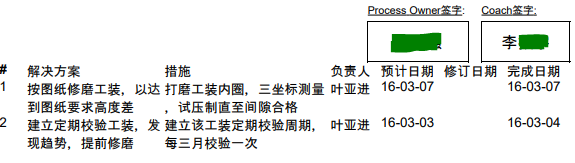 Process Owner签字: Coach签字:
李
# 解决方案 措施 负责人 预计日期 修订日期 完成日期
1 按图纸修磨工装，以达 打磨工装内圈，三坐标测量 叶亚进 16-03-07 16-03-07
到图纸要求高度差 ，试压制直至间隙合格
2 建立定期校验工装，发 建立该工装定期校验周期， 叶亚进 16-03-03 16-03-04
现趋势，提前修磨 每三月校验一次